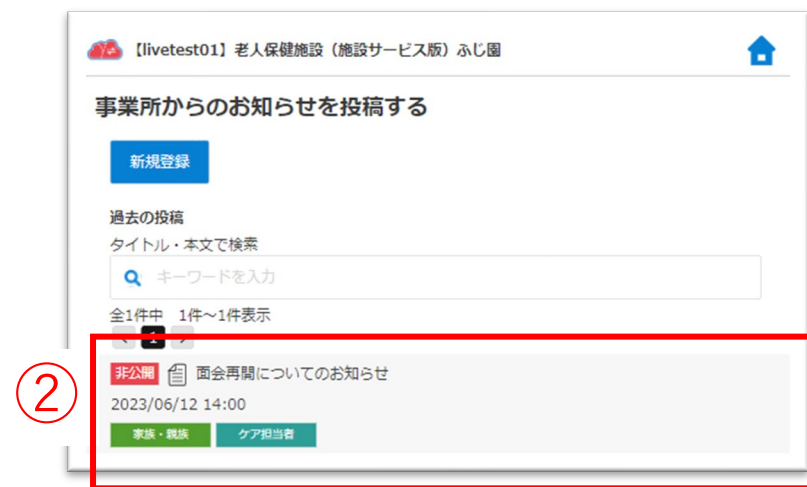 【livetest01】老人保健施設（施設サービス版）ふじ園
事業所からのお知らせを投稿する
新規登録
過去の投稿
タイトル・本文で検索
キーワードを入力
全1件中 1件～1件表示
< 1 >
② 非公開 面会再開についてのお知らせ
2023/06/12 14:00
家族・親族 ケア担当者